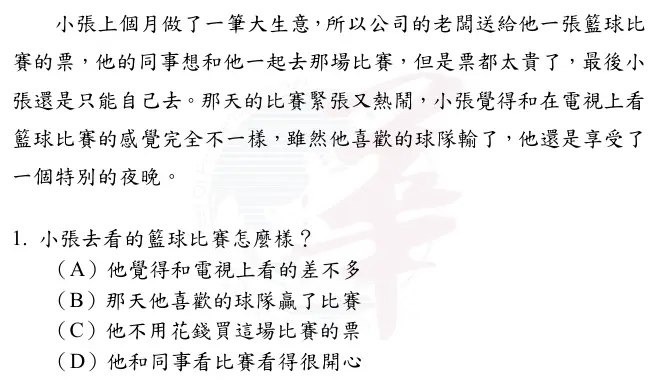 小張上個月做了一筆大生意，所以公司的老闆送給他一張籃球比
賽的票，他的同事想和他一起去那場比賽，但是票都太貴了，最後小
張還是只能自己去。那天的比賽緊張又熱鬧，小張覺得和在電視上看
籃球比賽的感覺完全不一樣，雖然他喜歡的球隊輸了，他還是享受了
一個特別的夜晚。
1. 小張去看的籃球比賽怎麼樣？
（A）他覺得和電視上看的差不多
（B）那天他喜歡的球隊贏了比賽
（C）他不用花錢買這場比賽的票
（D）他和同事看比賽看得很開心